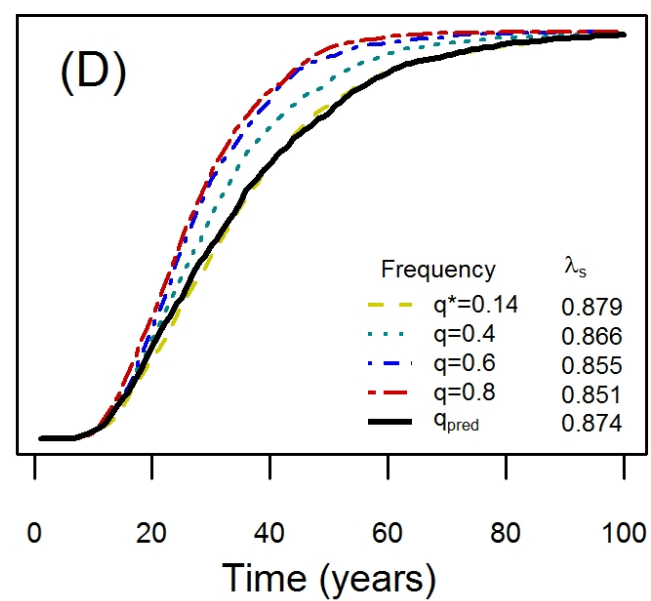 (D)
Frequency λs
q*=0.14 0.879
q=0.4 0.866
q=0.6 0.855
q=0.8 0.851
qpred 0.874
0 20 40 60 80 100
Time (years)